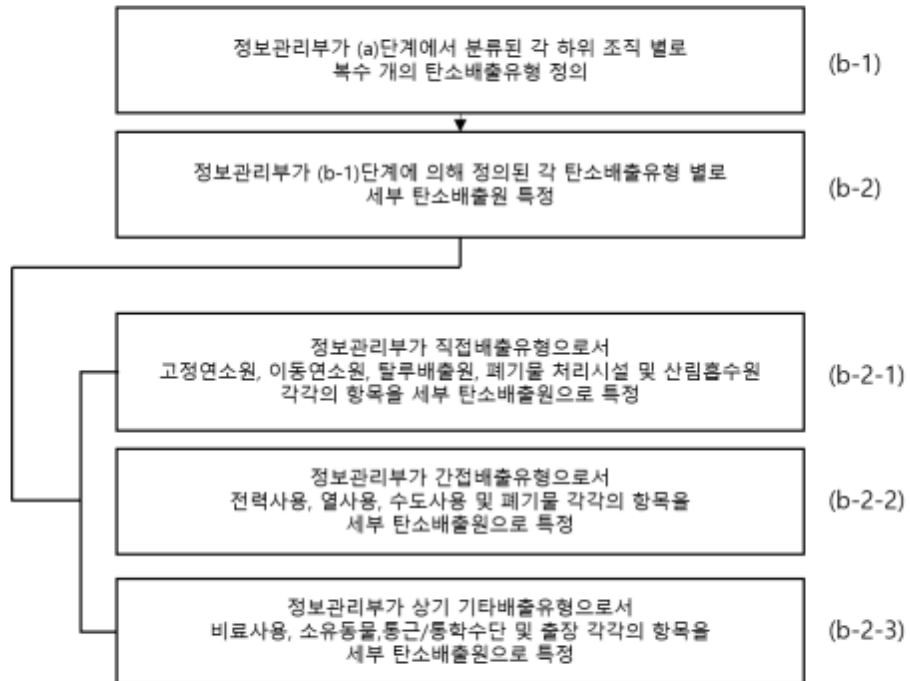 정보관리부가 (a)단계에서 분류된 각 하위 조직 별로
복수 개의 탄소배출유형 정의
(b-1)
정보관리부가 (b-1)단계에 의해 정의된 각 탄소배출유형 별로
세부 탄소배출원 특정
(b-2)
정보관리부가 직접배출유형으로서
고정연소원, 이동연소원, 탈루배출원, 폐기물 처리시설 및 산림흡수원
각각의 항목을 세부 탄소배출원으로 특정
(b-2-1)
정보관리부가 간접배출유형으로서
전력사용, 열사용, 수도사용 및 폐기물 각각의 항목을
세부 탄소배출원으로 특정
(b-2-2)
정보관리부가 상기 기타배출유형으로서
비료사용, 소유동물,통근/통학수단 및 출장 각각의 항목을
세부 탄소배출원으로 특정
(b-2-3)